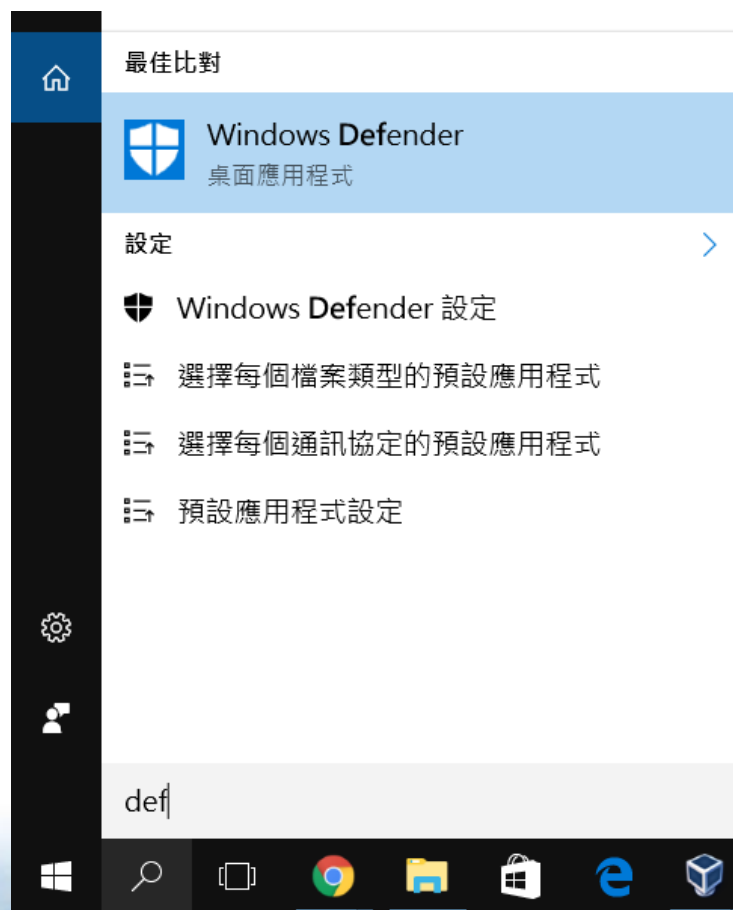 最佳比對
Windows Defender
桌面應用程式
設定
Windows Defender 設定
選擇每個檔案類型的預設應用程式
選擇每個通訊協定的預設應用程式
預設應用程式設定
def